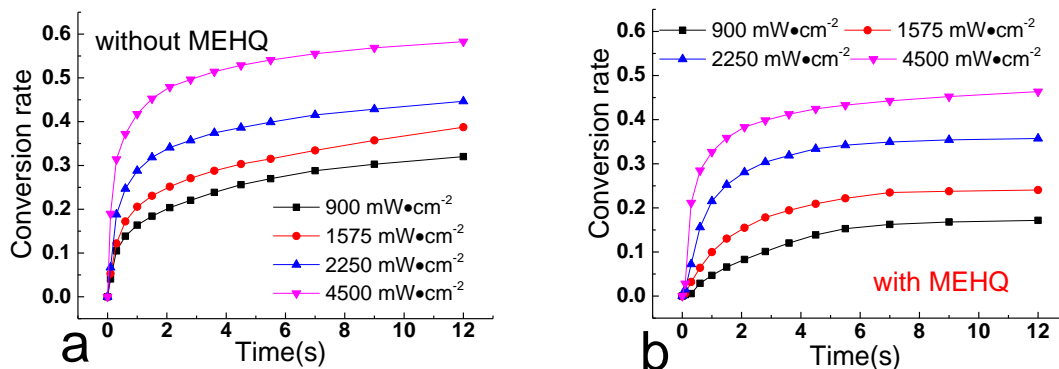 without MEHQ
0.6
0.5
0.4
0.3
0.2
0.1
0.0
Conversion rate
900 mW•cm-2
1575 mW•cm-2
2250 mW•cm-2
4500 mW•cm-2
0 2 4 6 8 10 12
Time(s)
a
900 mW•cm-2 1575 mW•cm-2
2250 mW•cm-2 4500 mW•cm-2
0.6
0.5
0.4
0.3
0.2
0.1
0.0
Conversion rate
with MEHQ
0 2 4 6 8 10 12
Time(s)
b